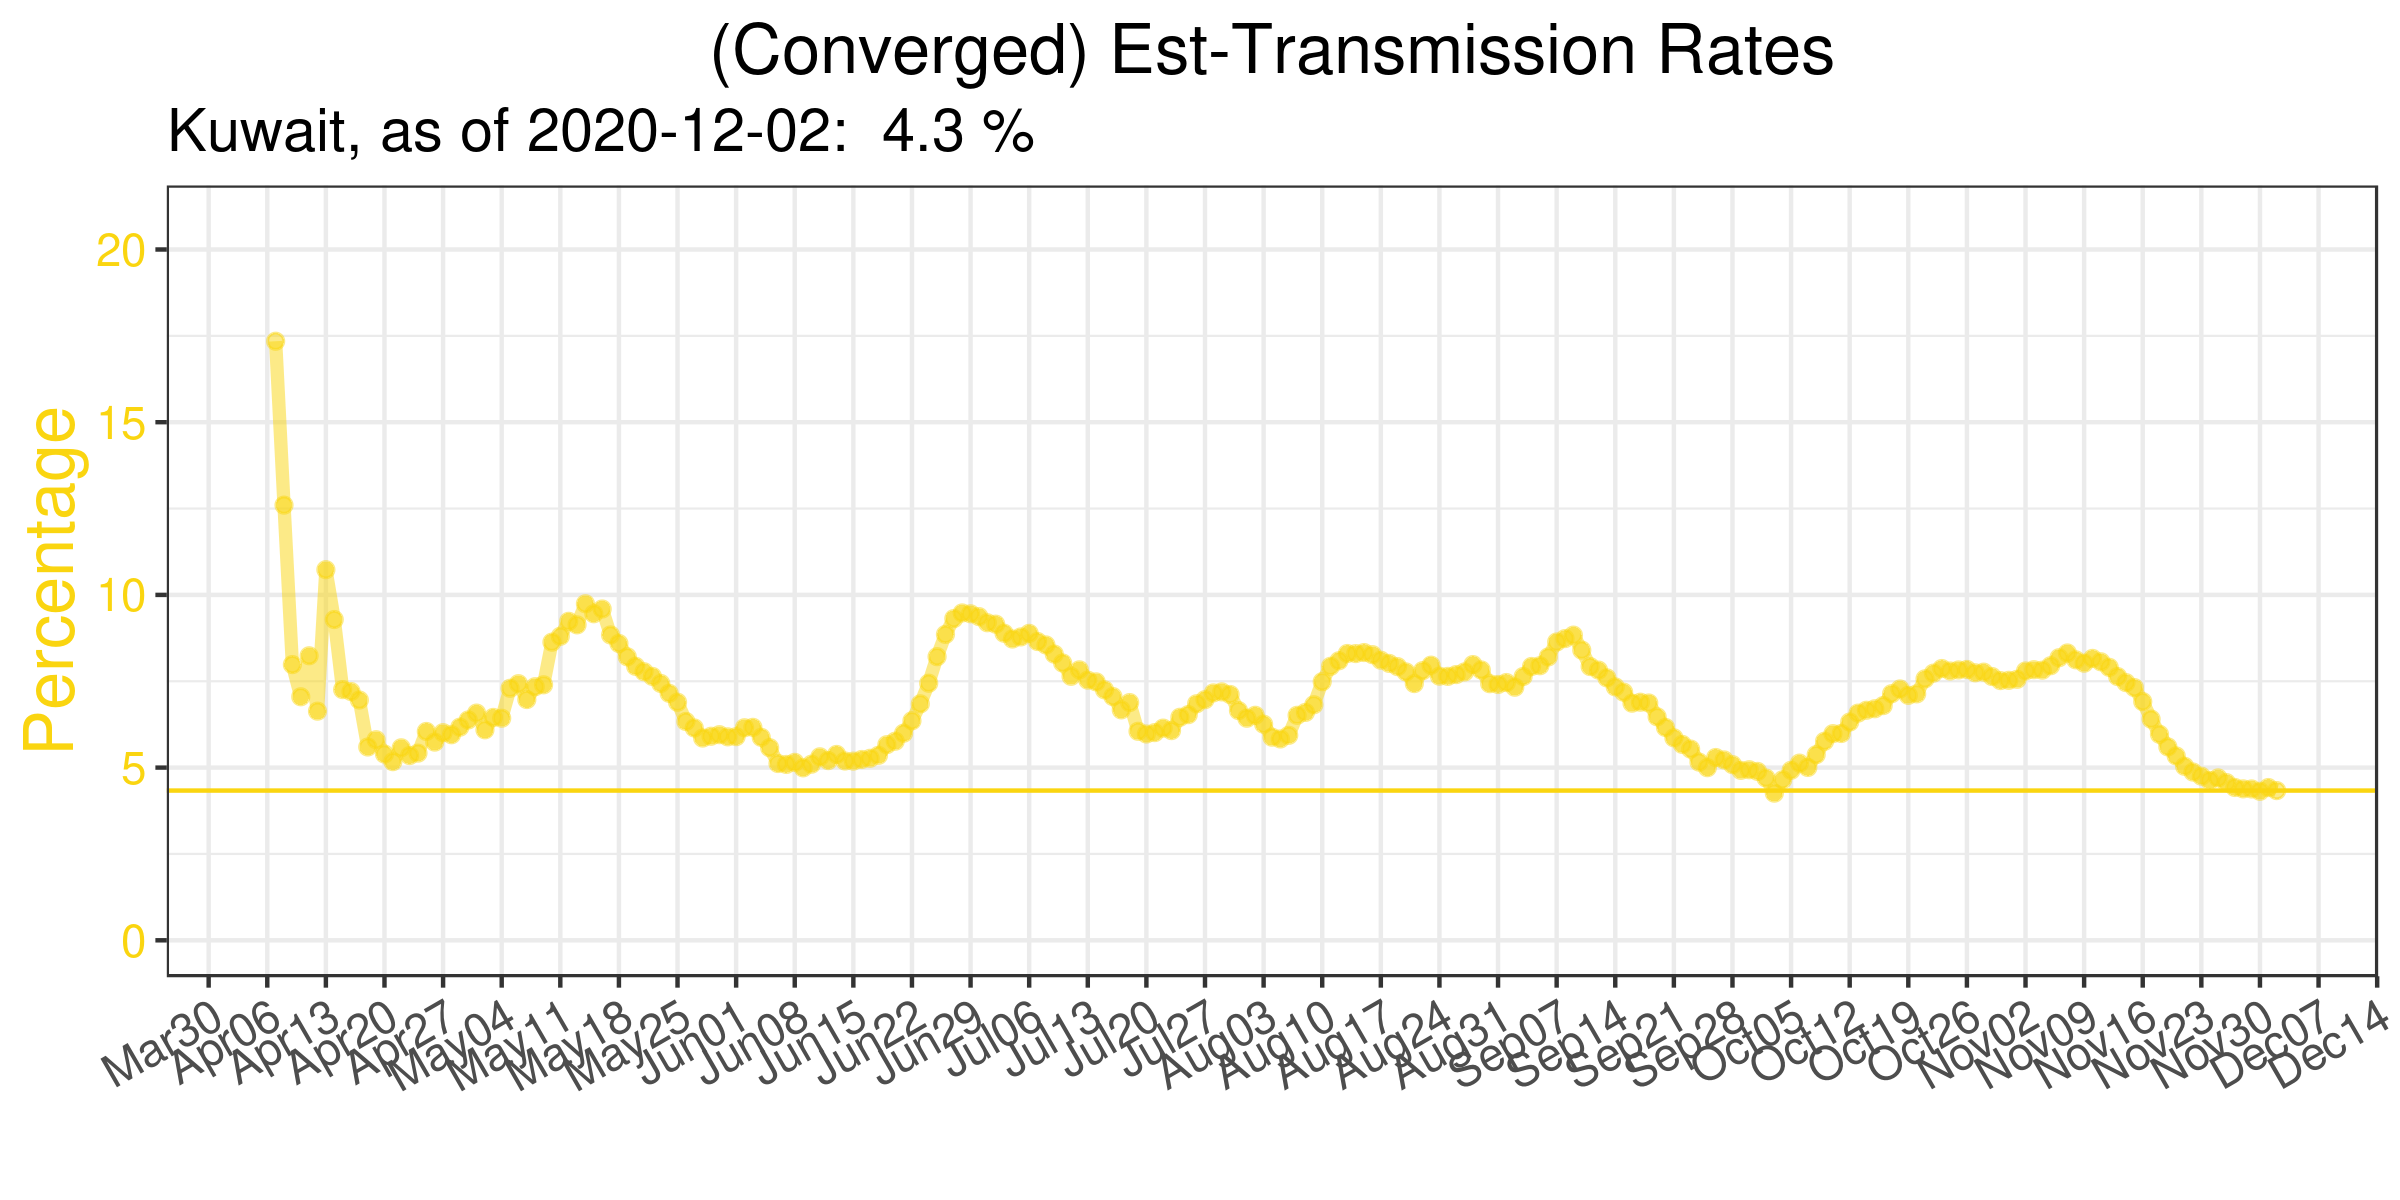 (Converged) Est-Transmission Rates
Kuwait, as of 2020-12-02:  4.3 %
Percentage
20
15
10
5
0
Mar30
Apr06
Apr13
Apr20
Apr27
May04
May11
May18
May25
Jun01
Jun08
Jun15
Jun22
Jun29
Jul06
Jul13
Jul20
Jul27
Aug03
Aug10
Aug17
Aug24
Aug31
Sep07
Sep14
Sep21
Sep28
Oct05
Oct12
Oct19
Oct26
Nov02
Nov09
Nov16
Nov23
Nov30
Dec07
Dec14